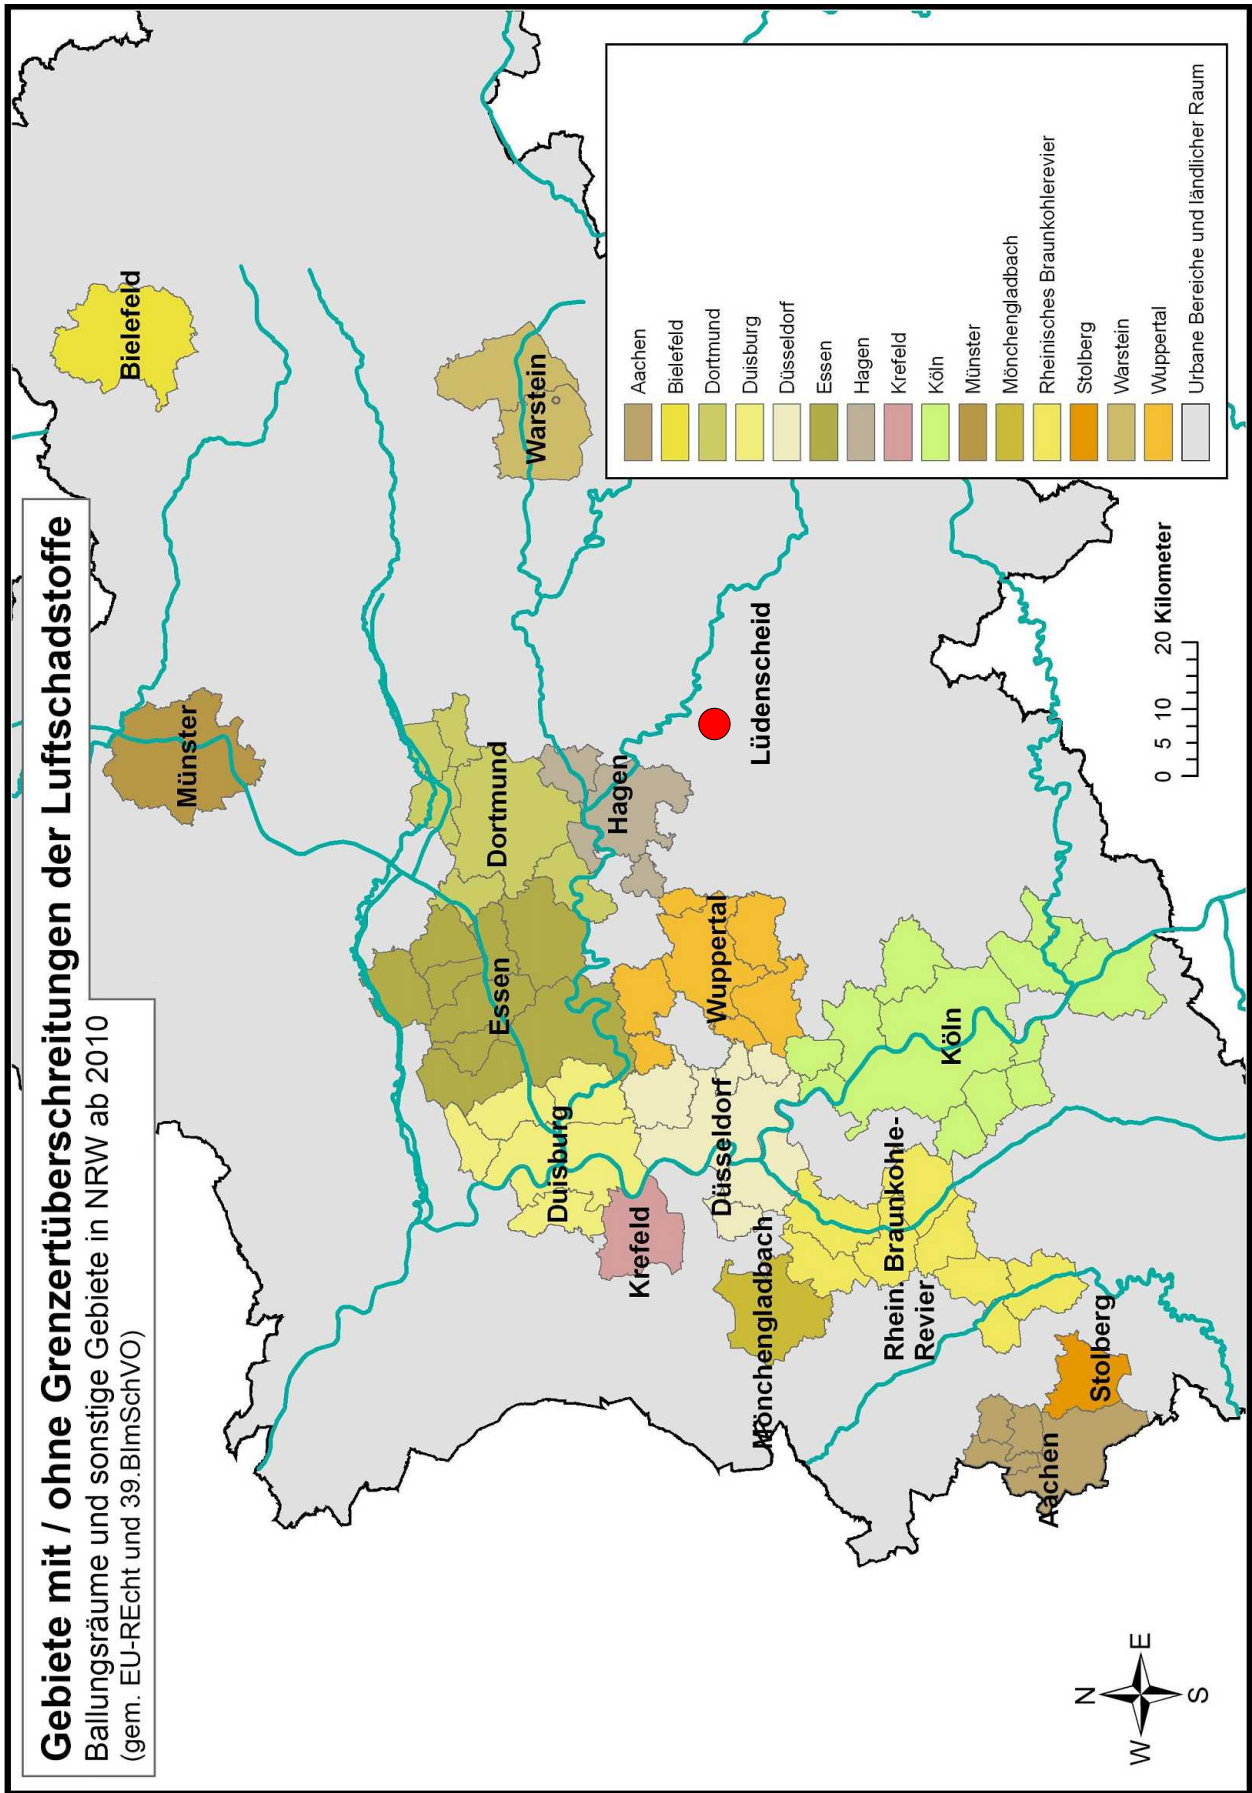 Gebiete mit / ohne Grenzertüberschreitungen der Luftschadstoffe
Ballungsräume und sonstige Gebiete in NRW ab 2010
(gem. EU-REcht und 39.BImSchVO)
Bielefeld
Münster
Warstein
Dortmund
Essen
Hagen
Duisburg
Lüdenscheid
Krefeld
Wuppertal
Düsseldorf
Mönchengladbach
Köln
Rhein.
Braunkohle-
Revier
Stolberg
Aachen
Aachen
Bielefeld
Dortmund
Duisburg
Düsseldorf
Essen
Hagen
Krefeld
Köln
Münster
Mönchengladbach
Rheinisches Braunkohlerevier
Stolberg
Warstein
Wuppertal
Urbane Bereiche und ländlicher Raum
0 5 10 20 Kilometer
N
W E
S